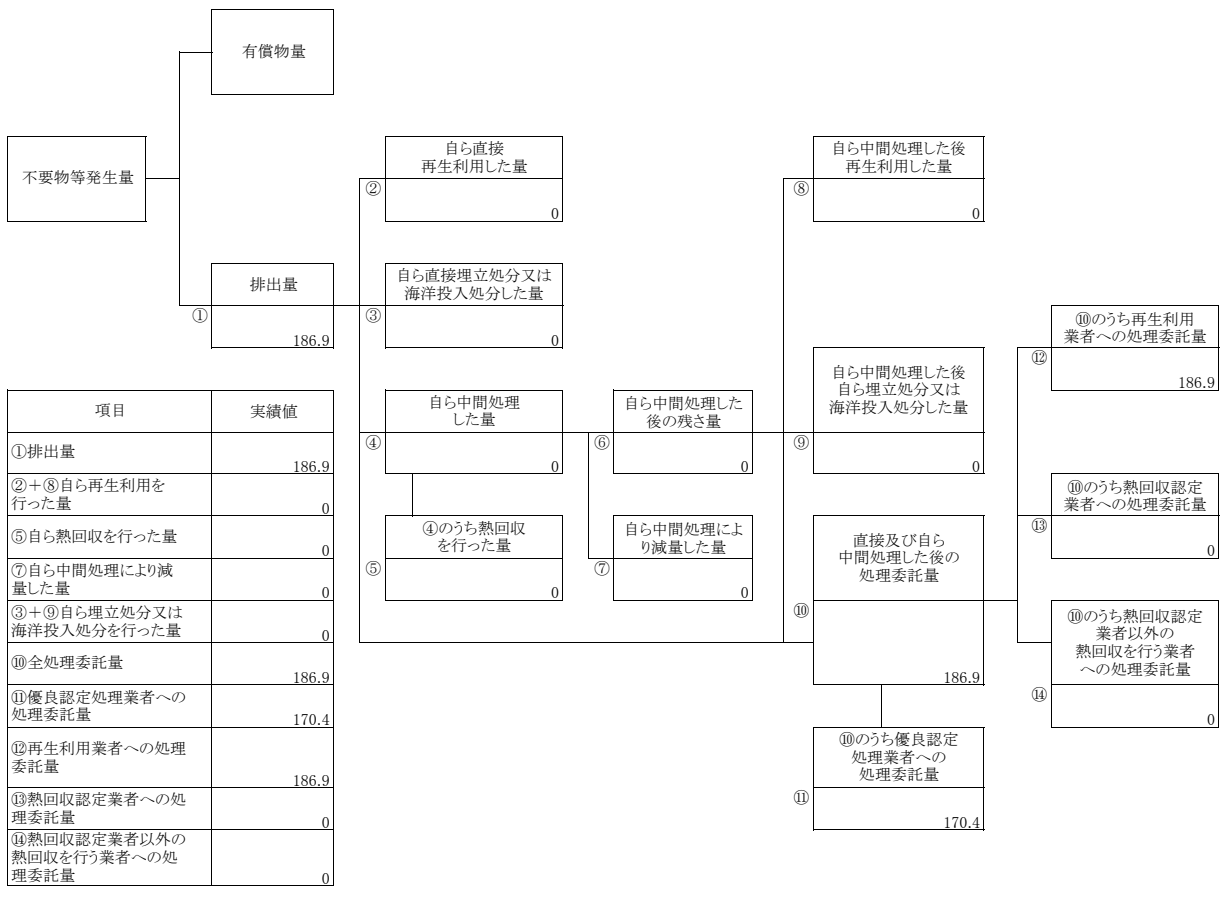 有償物量
不要物等発生量
排出量
①
186.9
自ら直接
再生利用した量
②
0
自ら直接埋立処分又は
海洋投入処分した量
③
0
自ら中間処理
した量
④
0
④のうち熱回収
を行った量
⑤
0
自ら中間処理した
後の残さ量
⑥
0
自ら中間処理によ
り減量した量
⑦
0
自ら中間処理した後
再生利用した量
⑧
0
自ら中間処理した後
自ら埋立処分又は
海洋投入処分した量
⑨
0
直接及び自ら
中間処理した後の
処理委託量
⑩
186.9
⑩のうち優良認定
処理業者への
処理委託量
⑪
170.4
⑩のうち再生利用
業者への処理委託量
⑫
186.9
⑩のうち熱回収認定
業者への処理委託量
⑬
0
⑩のうち熱回収認定
業者以外の
熱回収を行う業者
への処理委託量
⑭
0
項目 実績値
①排出量
186.9
②+⑧自ら再生利用を
行った量
0
⑤自ら熱回収を行った量
0
⑦自ら中間処理により減
量した量
0
③+⑨自ら埋立処分又は
海洋投入処分を行った量
0
⑩全処理委託量
186.9
⑪優良認定処理業者への
処理委託量
170.4
⑫再生利用業者への処理
委託量
186.9
⑬熱回収認定業者への処
理委託量
0
⑭熱回収認定業者以外の
熱回収を行う業者への処
理委託量
0